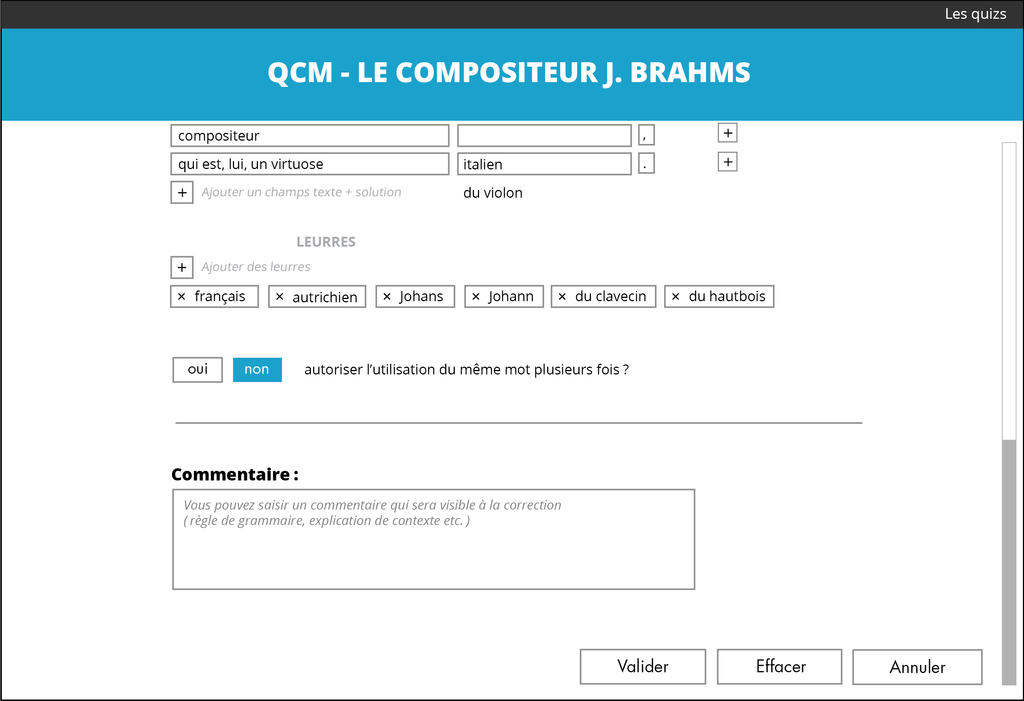 Les quizs
QCM - LE COMPOSITEUR J. BRAHMS
compositeur , +
qui est, lui, un virtuose italien . +
+ Ajouter un champs texte + solution du violon
LEURRES
+ Ajouter des leurres
× français × autrichien × Johans × Johann × du clavecin × du hautbois
oui non autoriser l’utilisation du même mot plusieurs fois ?
Commentaire :
Vous pouvez saisir un commentaire qui sera visible à la correction
( règle de grammaire, explication de contexte etc. )
Valider Effacer Annuler